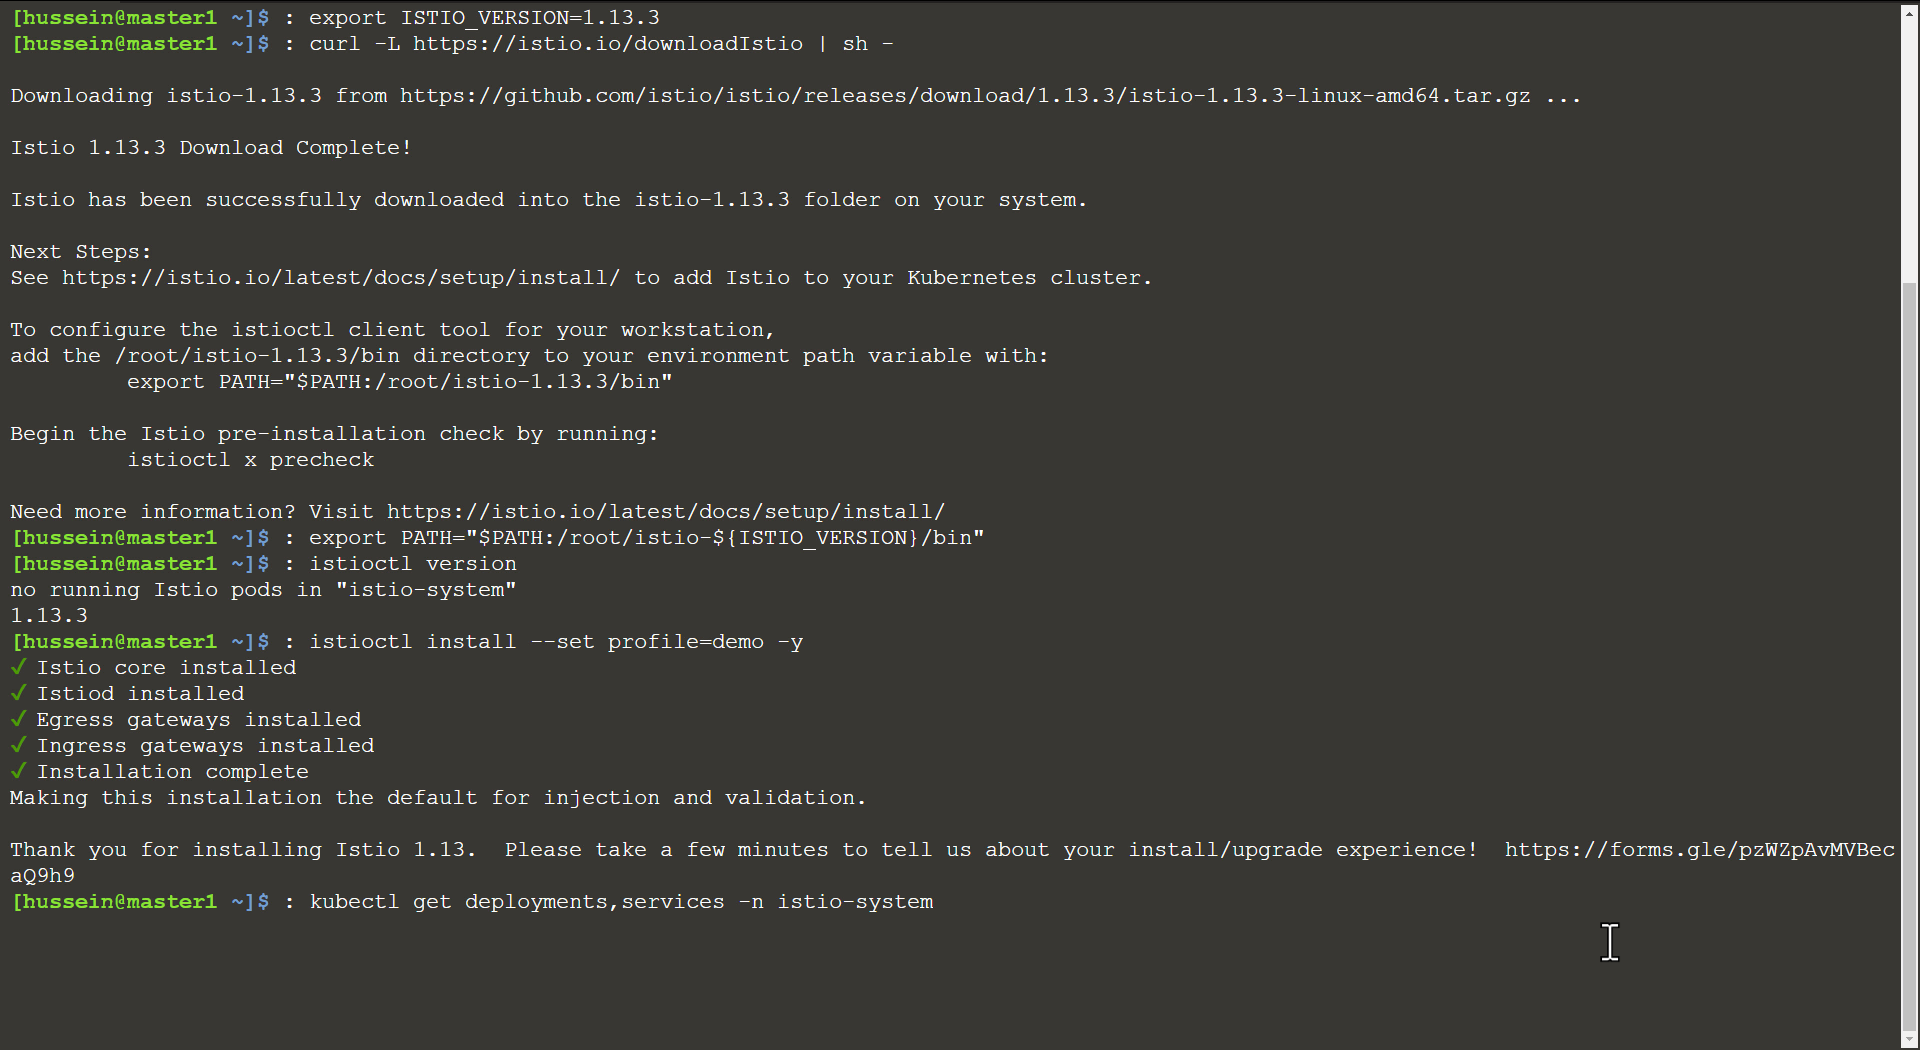 [hussein@master1 ~]$ : export ISTIO_VERSION=1.13.3
[hussein@master1 ~]$ : curl -L https://istio.io/downloadIstio | sh -
Downloading istio-1.13.3 from https://github.com/istio/istio/releases/download/1.13.3/istio-1.13.3-linux-amd64.tar.gz ...
Istio 1.13.3 Download Complete!
Istio has been successfully downloaded into the istio-1.13.3 folder on your system.
Next Steps:
See https://istio.io/latest/docs/setup/install/ to add Istio to your Kubernetes cluster.
To configure the istioctl client tool for your workstation,
add the /root/istio-1.13.3/bin directory to your environment path variable with:
export PATH="$PATH:/root/istio-1.13.3/bin"
Begin the Istio pre-installation check by running:
istioctl x precheck
Need more information? Visit https://istio.io/latest/docs/setup/install/
[hussein@master1 ~]$ : export PATH="$PATH:/root/istio-${ISTIO_VERSION}/bin"
[hussein@master1 ~]$ : istioctl version
no running Istio pods in "istio-system"
1.13.3
[hussein@master1 ~]$ : istioctl install --set profile=demo -y
✓ Istio core installed
✓ Istiod installed
✓ Egress gateways installed
✓ Ingress gateways installed
✓ Installation complete
Making this installation the default for injection and validation.
Thank you for installing Istio 1.13.  Please take a few minutes to tell us about your install/upgrade experience!  https://forms.gle/pzWZpAvMVBec
aQ9h9
[hussein@master1 ~]$ : kubectl get deployments,services -n istio-system